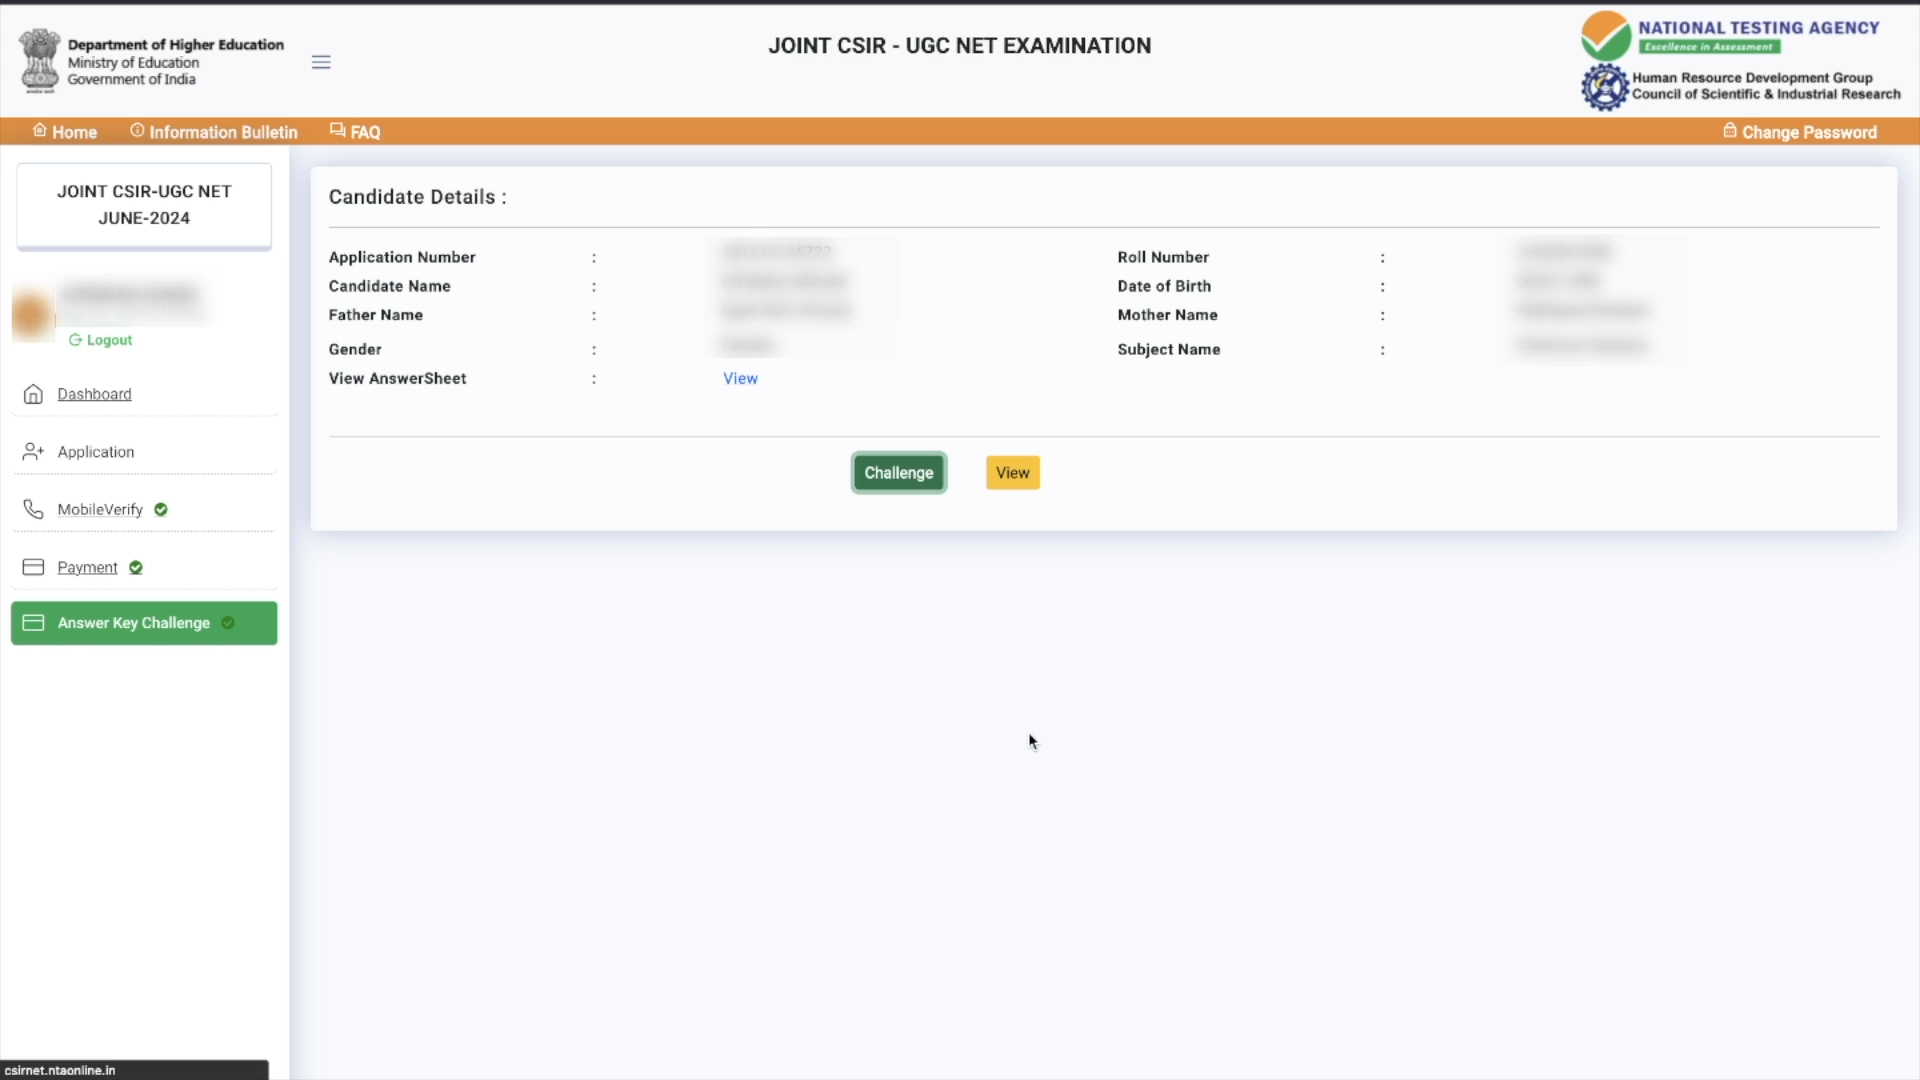 Department of Higher Education
Ministry of Education
Government of India
JOINT CSIR - UGC NET EXAMINATION
NATIONAL TESTING AGENCY
Excellence in Assessment
Human Resource Development Group
Council of Scientific & Industrial Research
Home Information Bulletin FAQ Change Password
JOINT CSIR-UGC NET
JUNE-2024
Logout
Dashboard
Application
MobileVerify
Payment
Answer Key Challenge
Candidate Details :
Application Number : Roll Number :
Candidate Name : Date of Birth :
Father Name : Mother Name :
Gender : Subject Name :
View AnswerSheet : View
Challenge View
csirnet.ntaonline.in